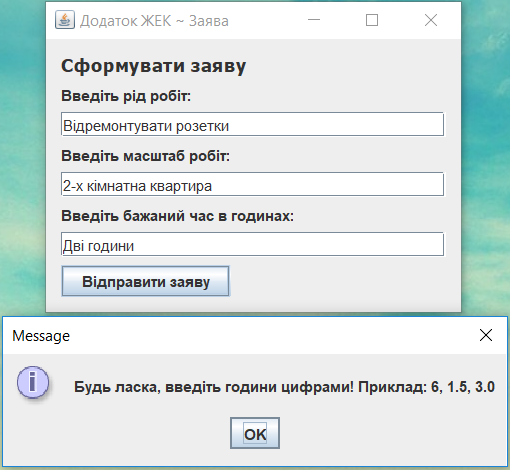 Додаток ЖЕК ~ Заява
Сформувати заяву
Введіть рід робіт:
Відремонтувати розетки
Введіть масштаб робіт:
2-х кімнатна квартира
Введіть бажаний час в годинах:
Дві години
Відправити заяву
Message
Будь ласка, введіть години цифрами! Приклад: 6, 1.5, 3.0
OK